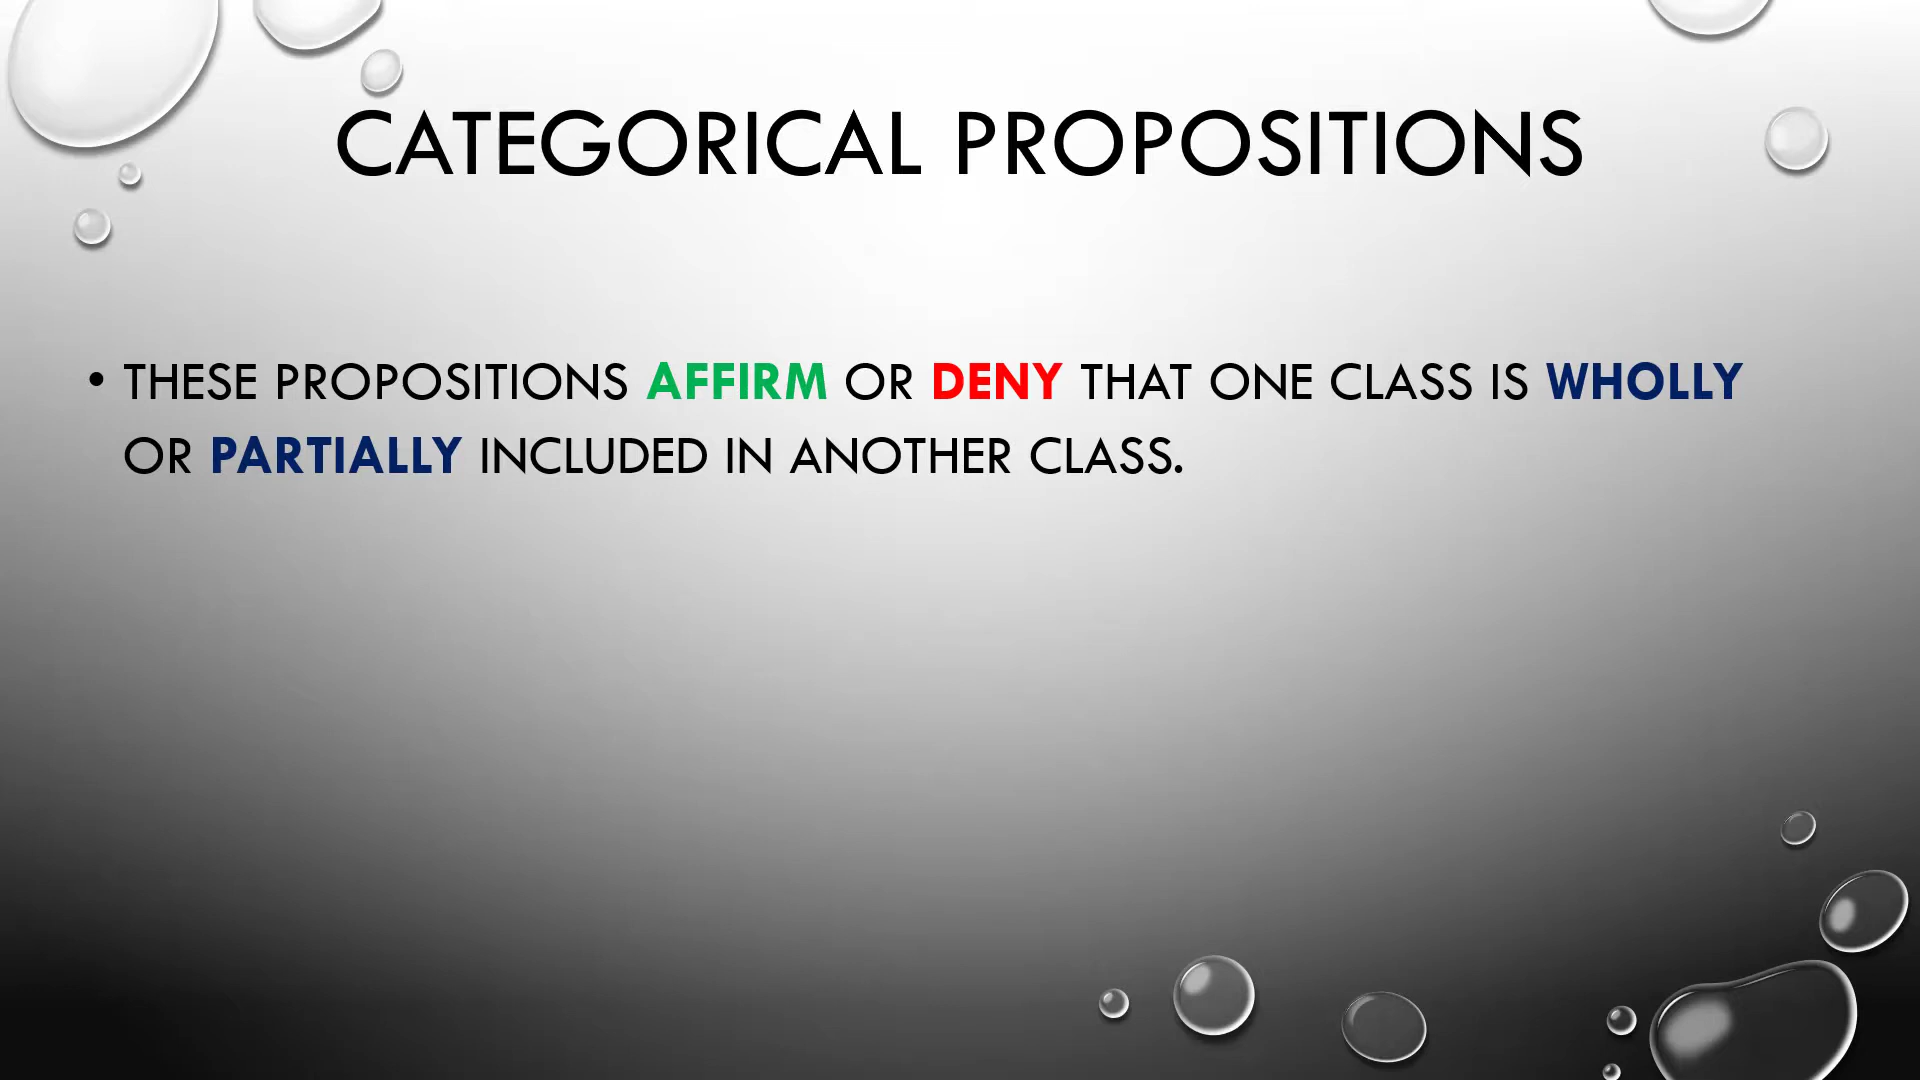 CATEGORICAL PROPOSITIONS
• THESE PROPOSITIONS AFFIRM OR DENY THAT ONE CLASS IS WHOLLY
OR PARTIALLY INCLUDED IN ANOTHER CLASS.